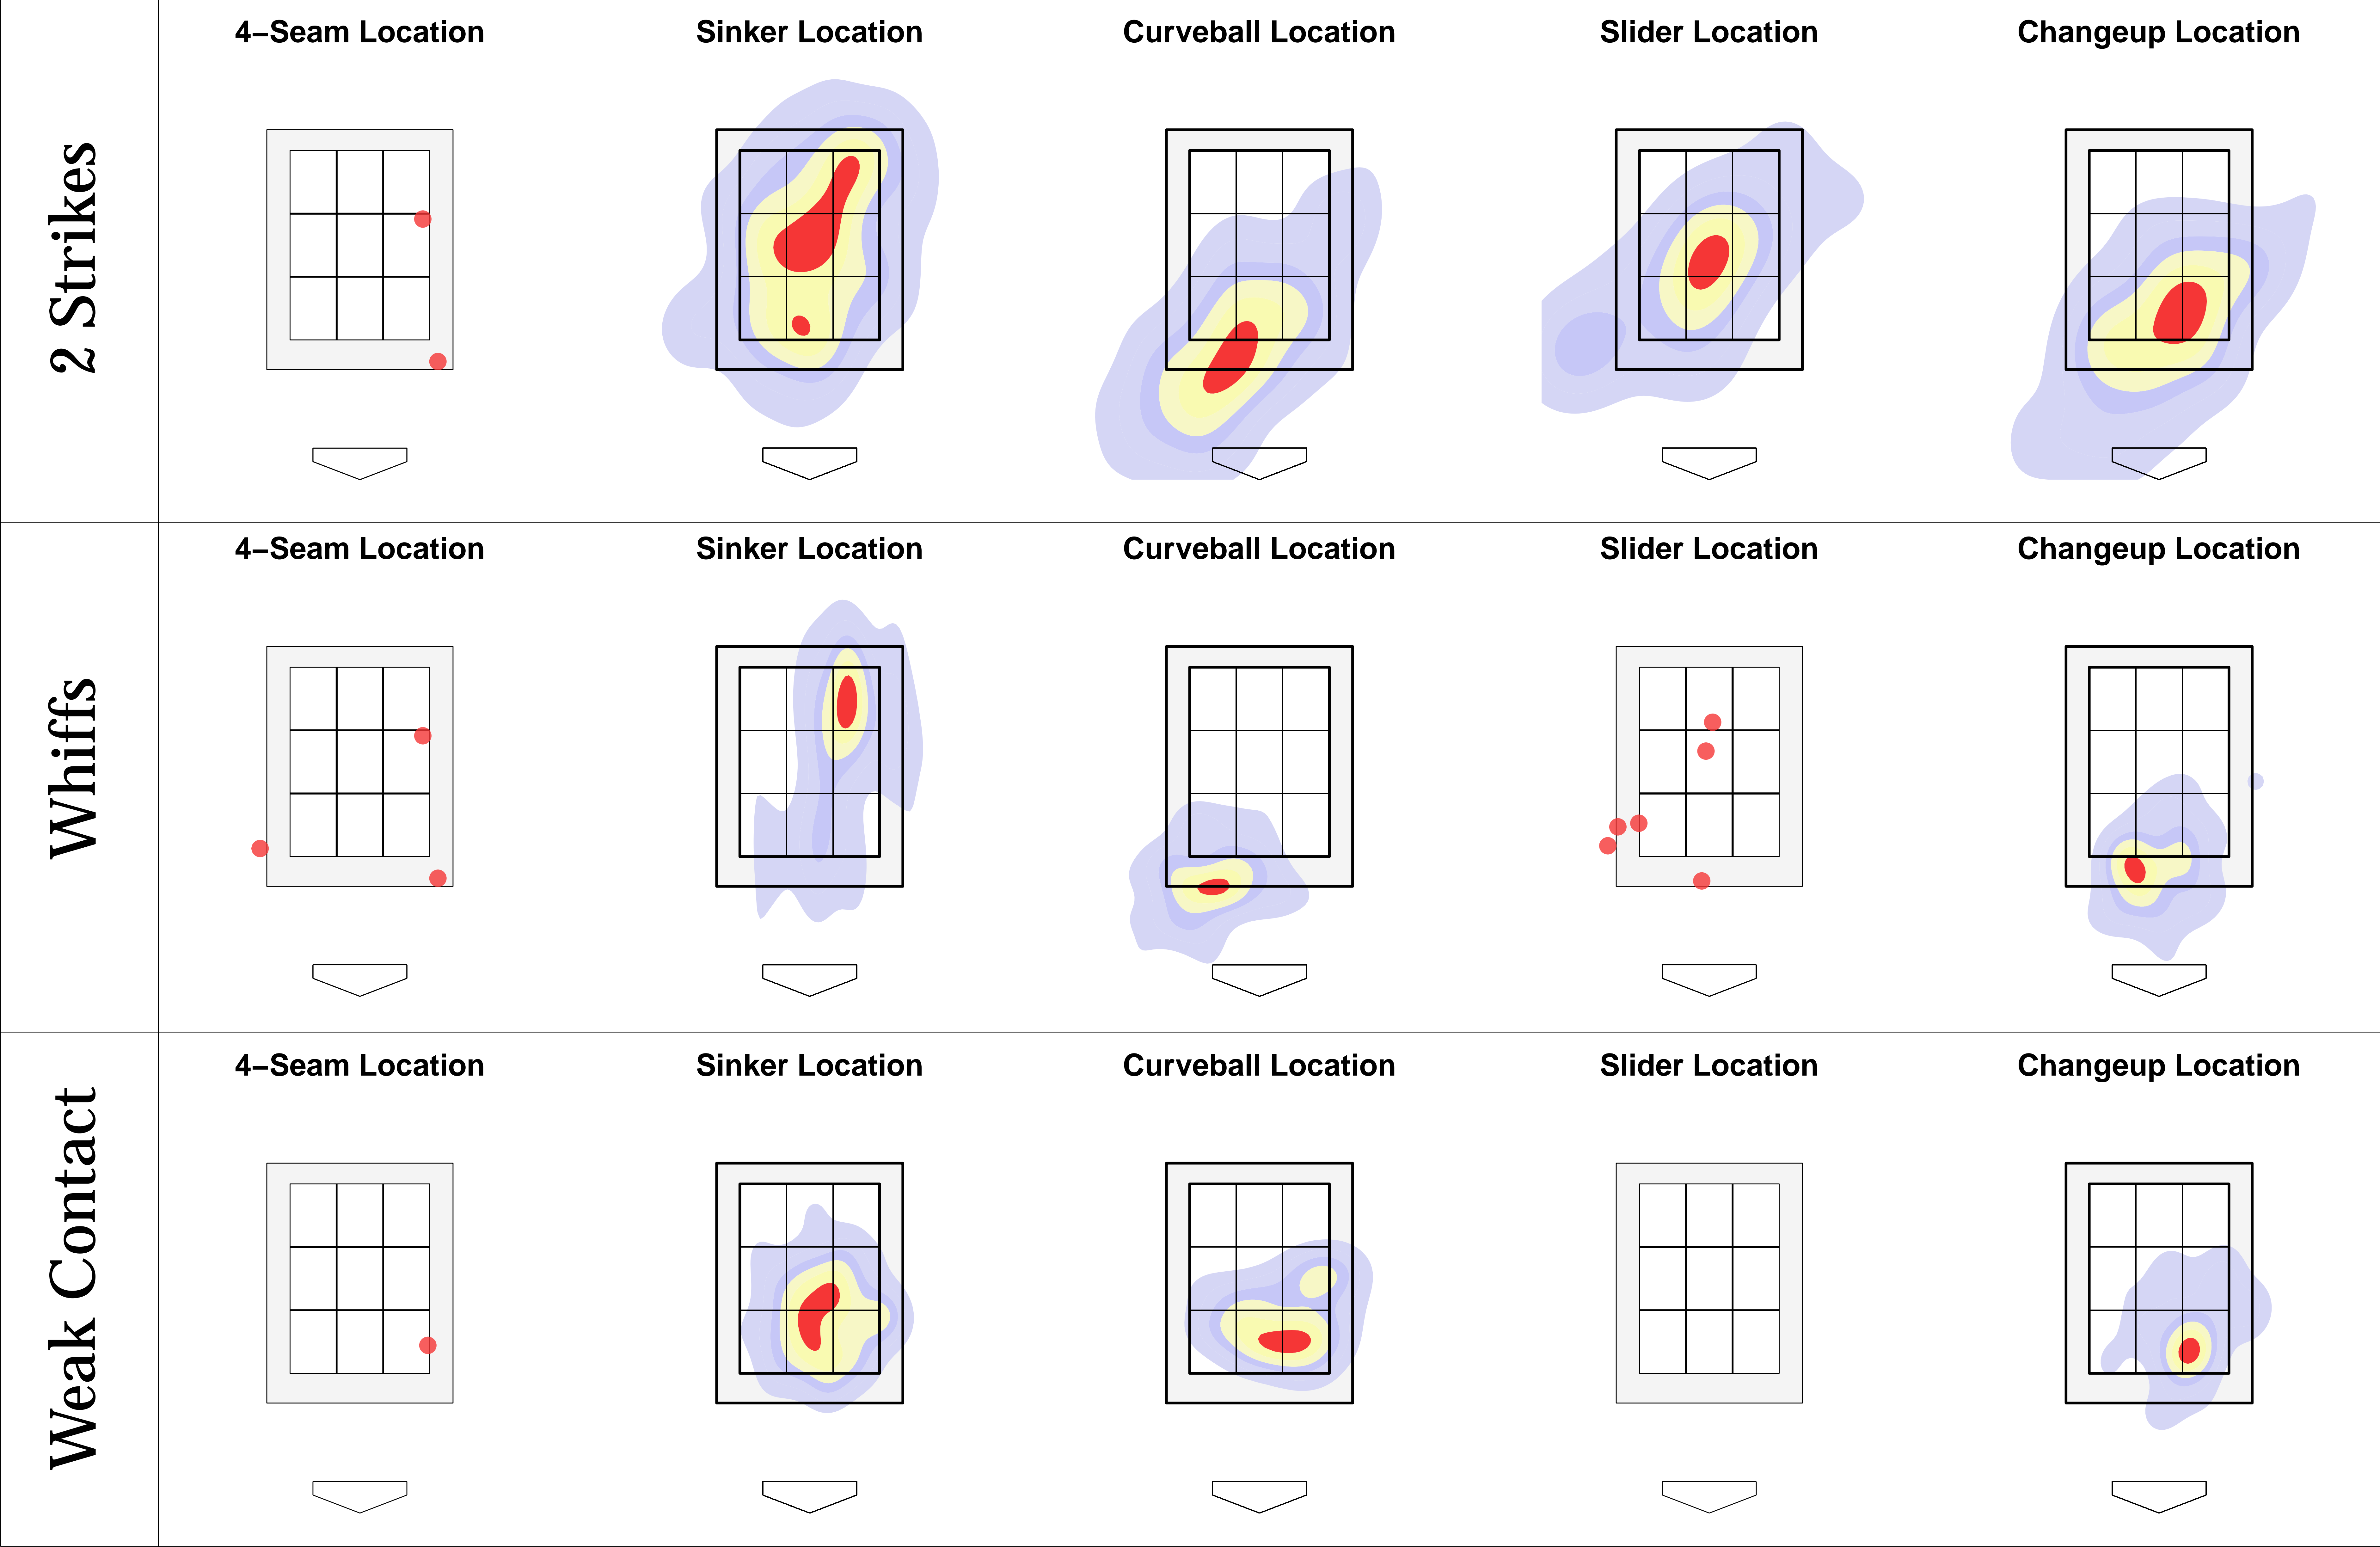 2 Strikes
4–Seam Location
Sinker Location
Curveball Location
Slider Location
Changeup Location
Whiffs
4–Seam Location
Sinker Location
Curveball Location
Slider Location
Changeup Location
Weak Contact
4–Seam Location
Sinker Location
Curveball Location
Slider Location
Changeup Location